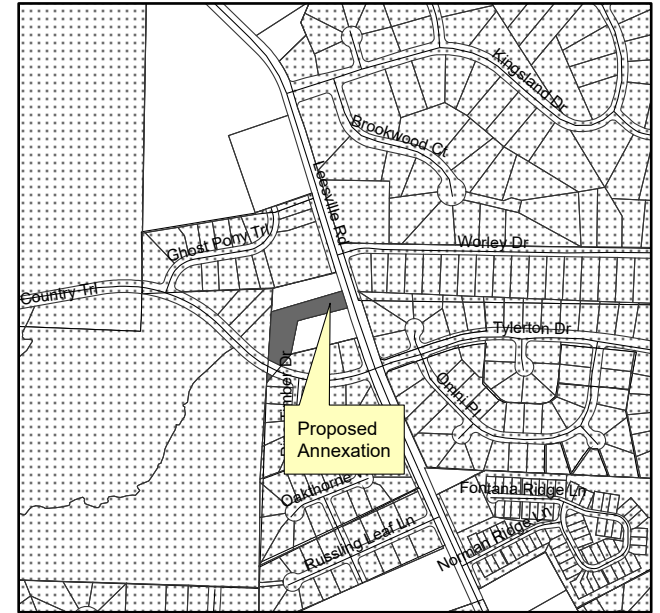 Kingsland Dr
Brookwood Ct
Leesville Rd
Ghost Pony Trl
Worley Dr
Country Trl
Tylerton Dr
Omni Pl
Proposed
Annexation
Oakthorne
Fontana Ridge Ln
Norman Ridge Ln
Russling Leaf Ln